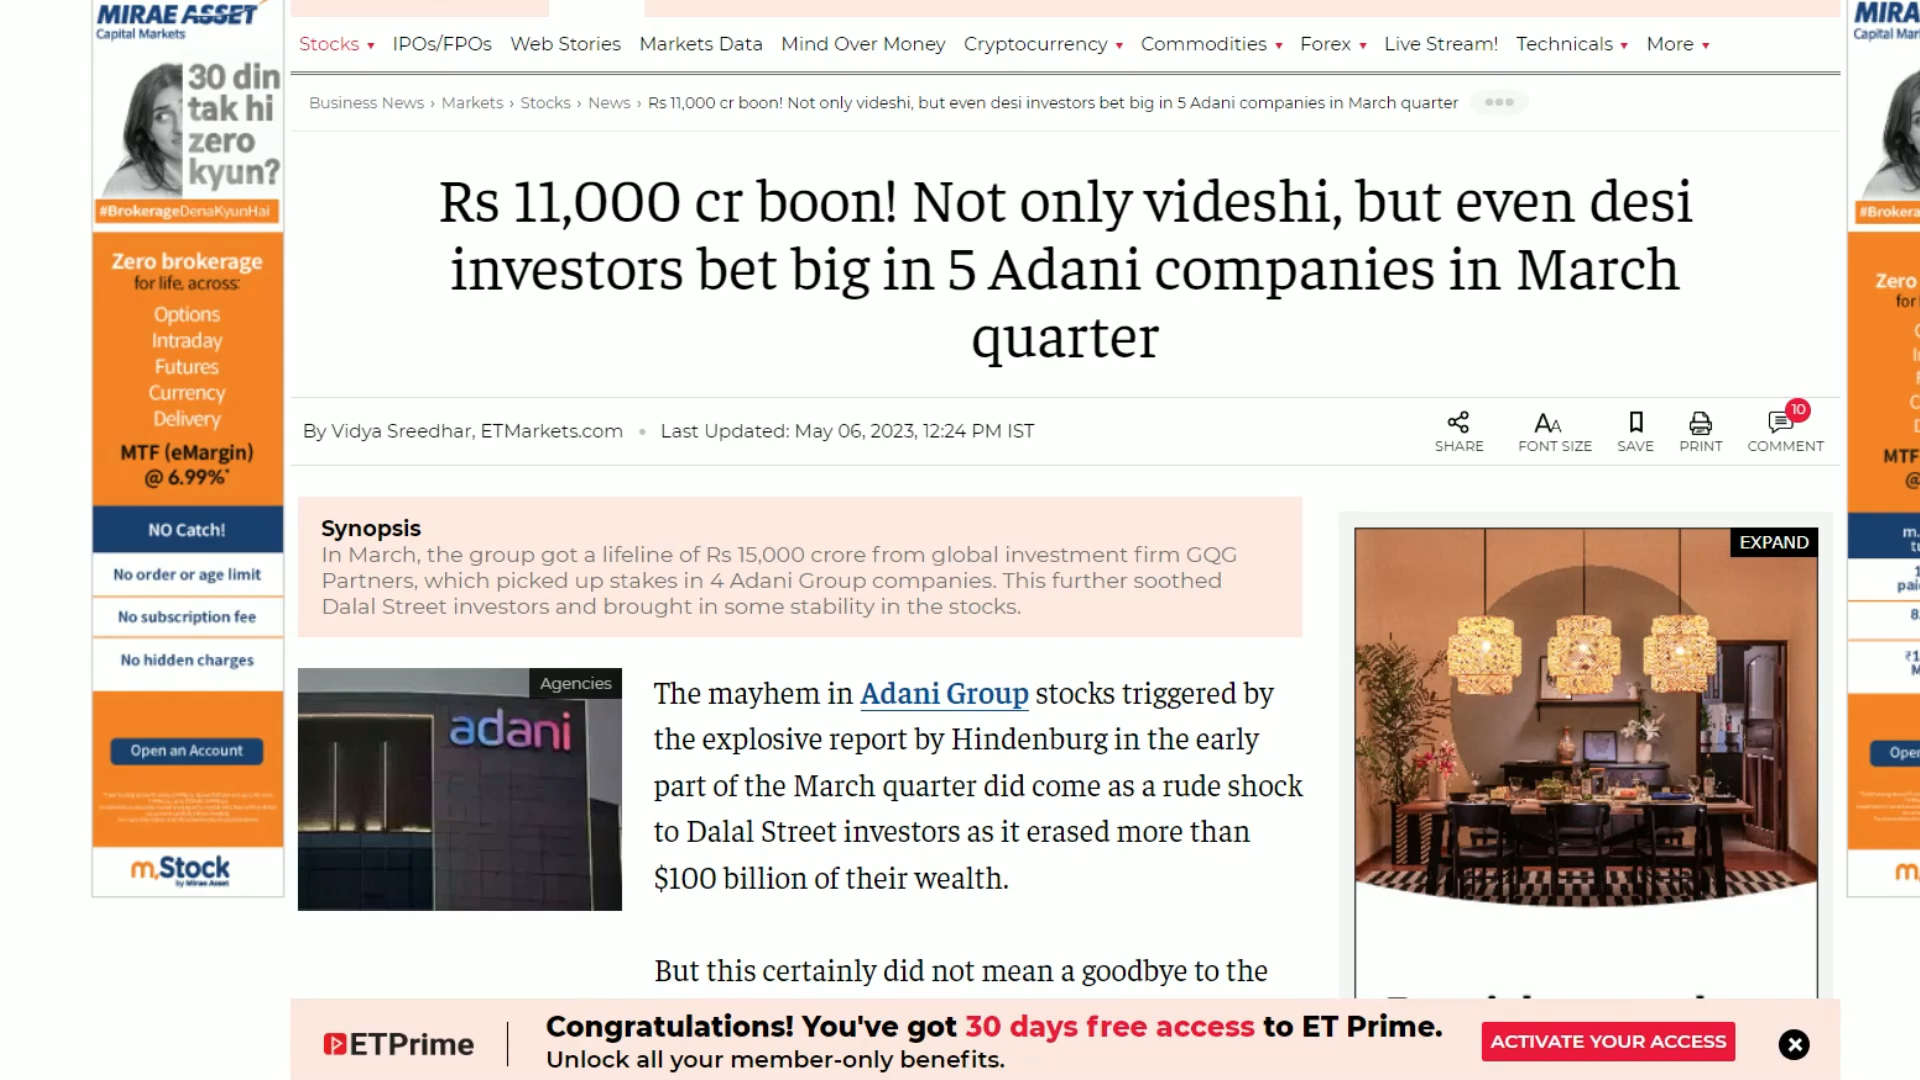 MIRAE ASSET
Capital Markets
30 din
tak hi
zero
kyun?
#BrokerageDenaKyunHai
Zero brokerage
for life, across:
Options
Intraday
Futures
Currency
Delivery
MTF (eMargin)
@ 6.99%*
NO Catch!
No order or age limit
No subscription fee
No hidden charges
Open an Account
m.Stock
by Mirae Asset
Stocks IPOs/FPOs Web Stories Markets Data Mind Over Money Cryptocurrency Commodities Forex Live Stream! Technicals More
Business News › Markets › Stocks › News › Rs 11,000 cr boon! Not only videshi, but even desi investors bet big in 5 Adani companies in March quarter
Rs 11,000 cr boon! Not only videshi, but even desi
investors bet big in 5 Adani companies in March
quarter
By Vidya Sreedhar, ETMarkets.com • Last Updated: May 06, 2023, 12:24 PM IST
SHARE
AA
FONT SIZE
SAVE
PRINT
10
COMMENT
Synopsis
In March, the group got a lifeline of Rs 15,000 crore from global investment firm GQG
Partners, which picked up stakes in 4 Adani Group companies. This further soothed
Dalal Street investors and brought in some stability in the stocks.
Agencies
adani
The mayhem in Adani Group stocks triggered by
the explosive report by Hindenburg in the early
part of the March quarter did come as a rude shock
to Dalal Street investors as it erased more than
$100 billion of their wealth.
But this certainly did not mean a goodbye to the
EXPAND
ETPrime
Congratulations! You've got 30 days free access to ET Prime.
Unlock all your member-only benefits.
ACTIVATE YOUR ACCESS
MIRA
Capital Mar
#Brokera
Zero
for
MTF
@
m.
Oper
m